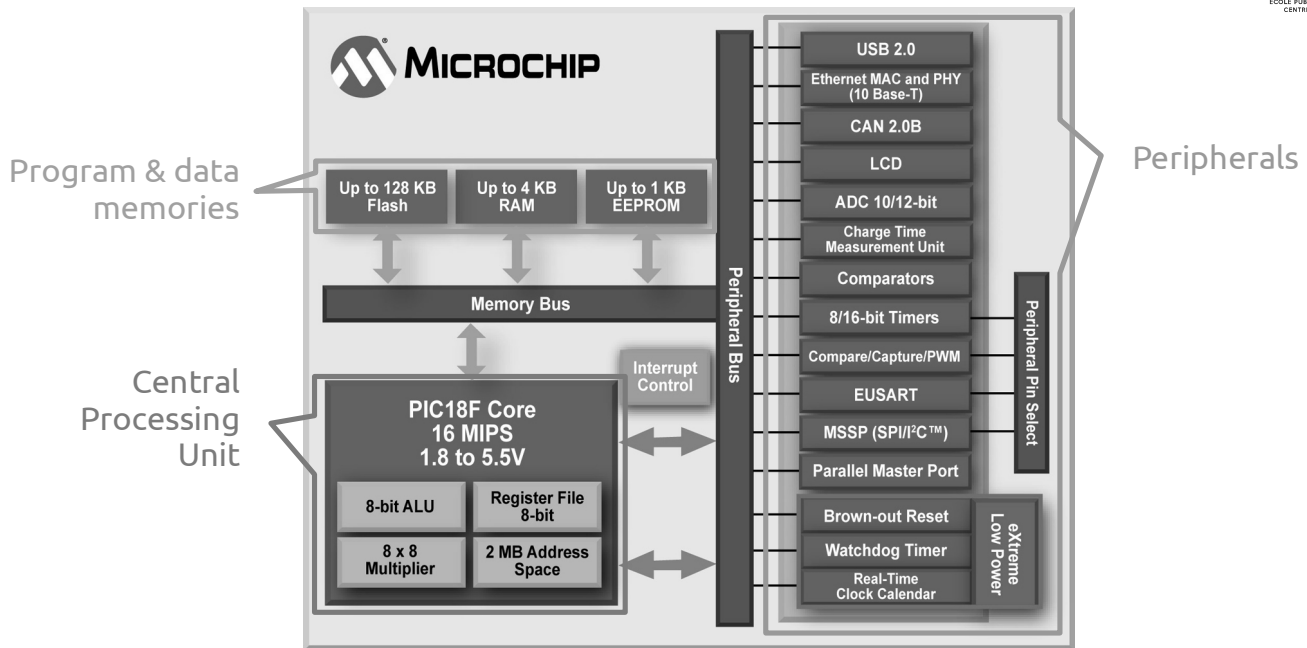 ECOLE PUB
CENTR
MICROCHIP
®
Program & data
memories
Up to 128 KB
Flash
Up to 4 KB
RAM
Up to 1 KB
EEPROM
Memory Bus
Central
Processing
Unit
PIC18F Core
16 MIPS
1.8 to 5.5V
8-bit ALU
Register File
8-bit
8 x 8
Multiplier
2 MB Address
Space
Interrupt
Control
Peripheral Bus
USB 2.0
Ethernet MAC and PHY
(10 Base-T)
CAN 2.0B
LCD
ADC 10/12-bit
Charge Time
Measurement Unit
Comparators
8/16-bit Timers
Compare/Capture/PWM
EUSART
MSSP (SPI/I²C™)
Parallel Master Port
Brown-out Reset
Watchdog Timer
Real-Time
Clock Calendar
eXtreme
Low Power
Peripheral Pin Select
Peripherals